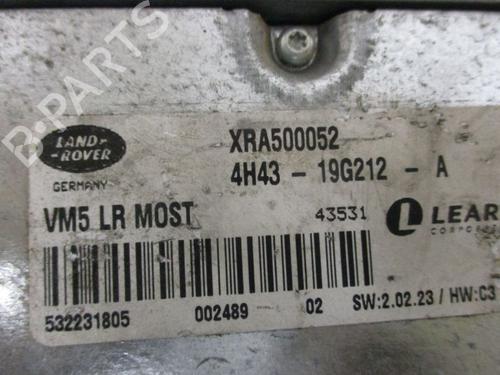 LAND-
ROVER
GERMANY
XRA500052
4H43 - 19G212 - A
VM5 LR MOST
43531
LEAR
CORPORATE
532231805
002489
02
SW:2.02.23 / HW:C3